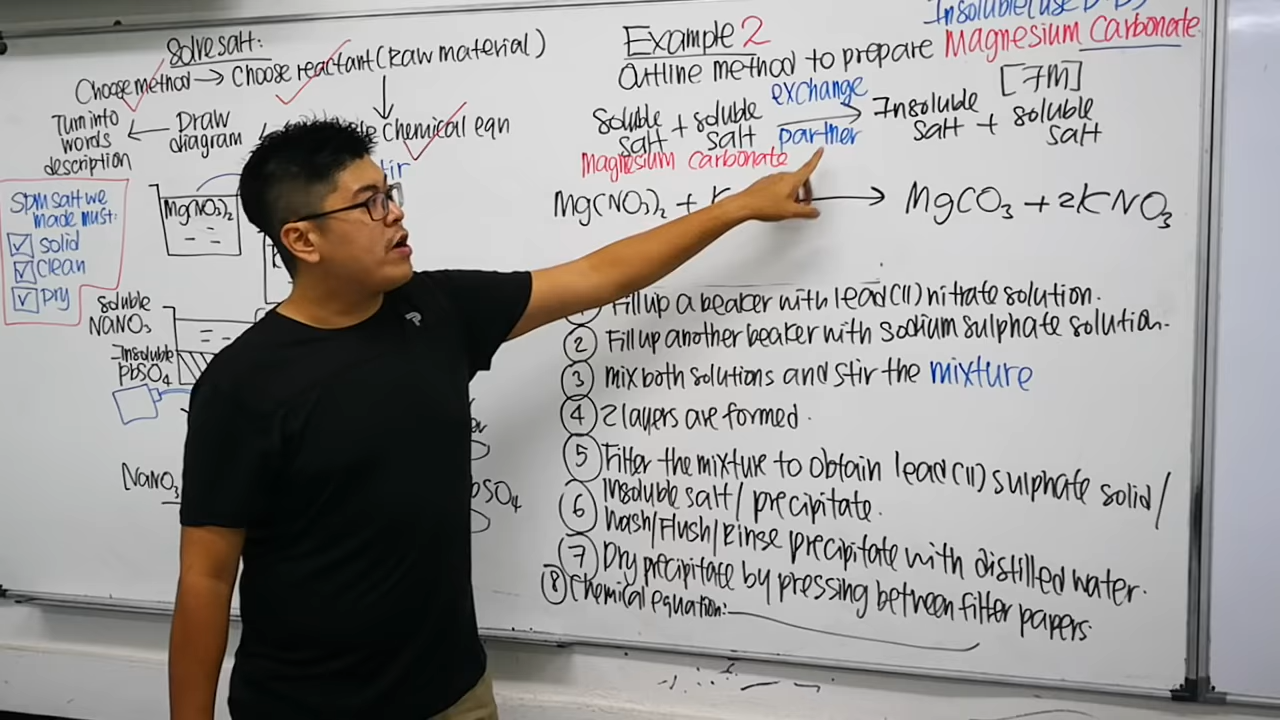 Solve salt:
Choose method → Choose reactant (Raw material)
Turn into words description ← Draw diagram ← Chemical eqn
SPM salt we
made must:
☑ solid
☑ clean
☑ Dry
Mg(NO3)2
soluble
NaNO3
Insoluble
PbSO4
[NaNO3
Example 2
Outline method to prepare Magnesium Carbonate
[7M]
Soluble salt + soluble salt exchange partner → Insoluble salt + soluble salt
Magnesium carbonate
Mg(NO3)2 + K → MgCO3 + 2KNO3
Fill up a beaker with lead(II) nitrate solution.
② Fill up another beaker with sodium sulphate solution.
③ Mix both solutions and stir the mixture
④ 2 layers are formed.
⑤ Filter the mixture to obtain lead(II) sulphate solid/
insoluble salt/ precipitate.
⑥ Wash/Flush/Rinse precipitate with distilled water.
⑦ Dry precipitate by pressing between filter papers.
⑧ Chemical equation: